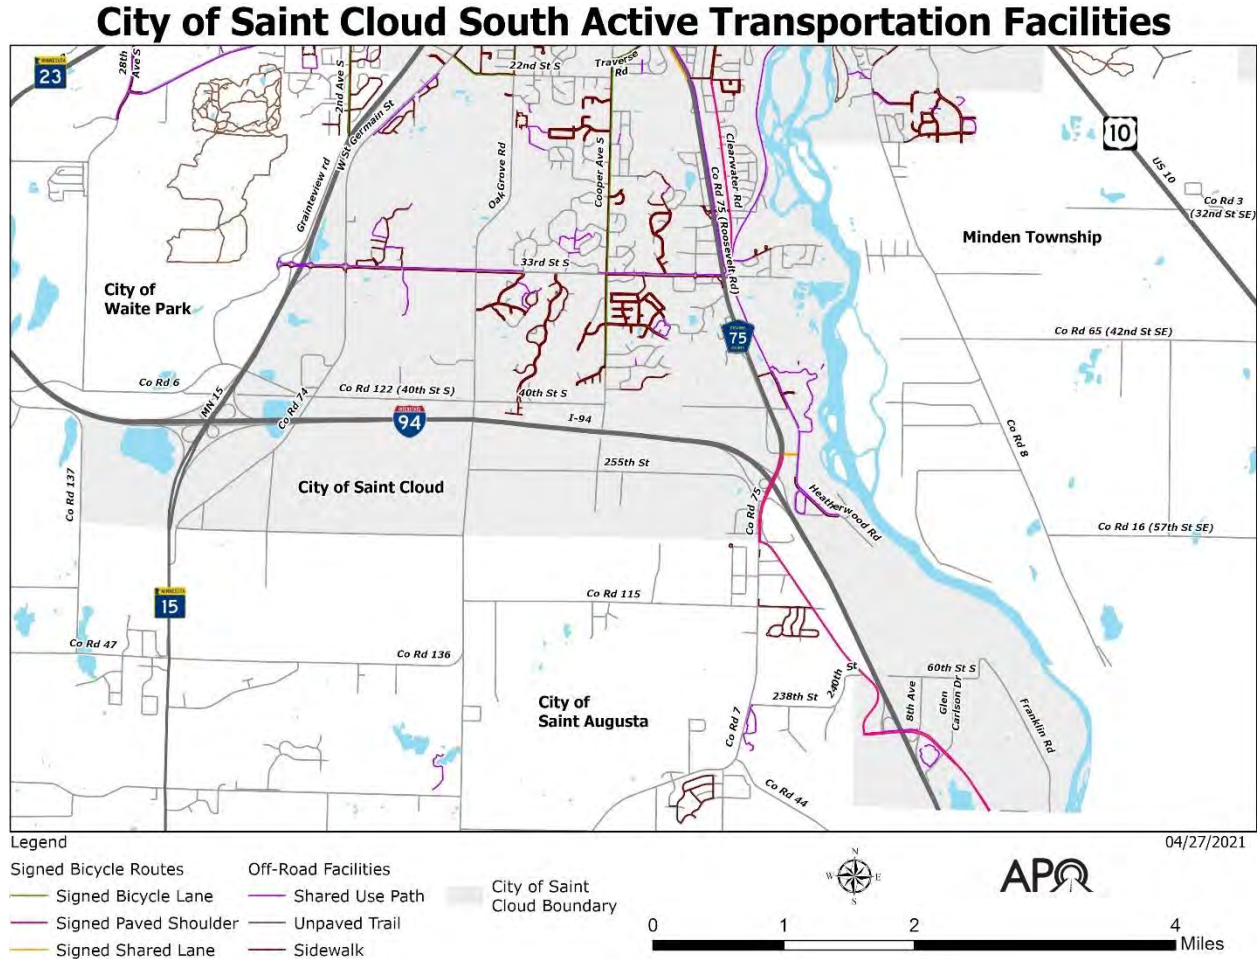 City of Saint Cloud South Active Transportation Facilities
MINNESOTA
23
28th
Ave S
2nd Ave S
W St Germain St
22nd St S
Traverse
Rd
10
US 10
Co Rd 3
(32nd St SE)
Clearwater Rd
Co Rd 75 (Roosevelt Rd)
Cooper Ave S
Oak Grove Rd
Grainteview rd
Minden Township
33rd St S
City of
Waite Park
75
Co Rd 65 (42nd St SE)
Co Rd 6
MN 15
Co Rd 74
Co Rd 122 (40th St S)
40th St S
94
I-94
Co Rd 8
255th St
Co Rd 137
City of Saint Cloud
Co Rd 75
Heatherwood Rd
Co Rd 16 (57th St SE)
MINNESOTA
15
Co Rd 115
Co Rd 47
Co Rd 136
240th St
60th St S
238th St
8th Ave
Glen
Carlson Dr
Franklin Rd
City of
Saint Augusta
Co Rd 7
Co Rd 44
04/27/2021
Legend
Signed Bicycle Routes
Signed Bicycle Lane
Signed Paved Shoulder
Signed Shared Lane
Off-Road Facilities
Shared Use Path
Unpaved Trail
Sidewalk
City of Saint
Cloud Boundary
N
W E
S
APO
0 1 2 4
Miles